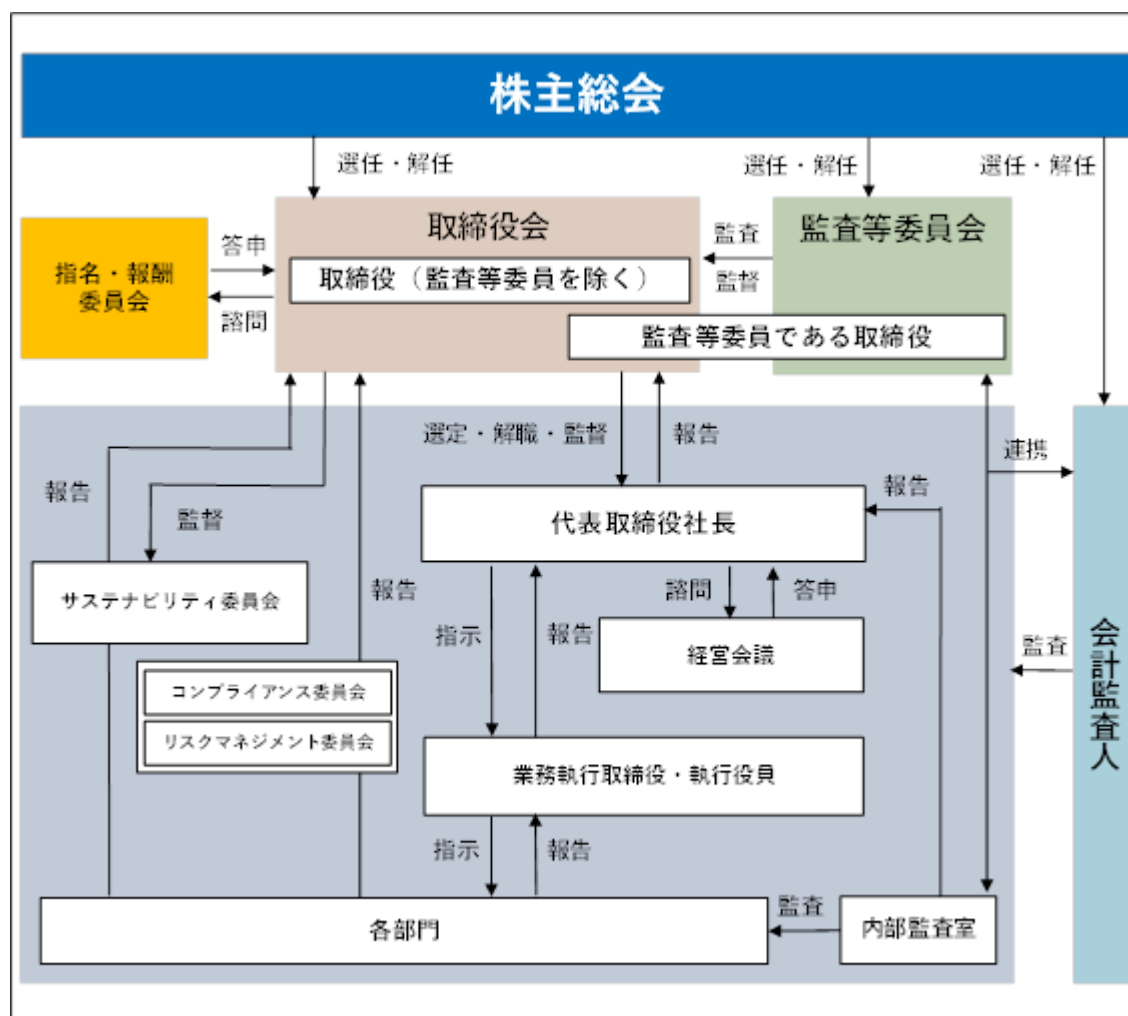 株主総会
選任・解任
選任・解任
選任・解任
取締役会
監査等委員会
指名・報酬
委員会
答申
諮問
取締役（監査等委員を除く）
監査
監督
監査等委員である取締役
選定・解職・監督
報告
連携
報告
報告
監督
代表取締役社長
サステナビリティ委員会
報告
諮問
答申
指示
報告
経営会議
監査
会計監査人
コンプライアンス委員会
リスクマネジメント委員会
業務執行取締役・執行役員
指示
報告
各部門
監査
内部監査室